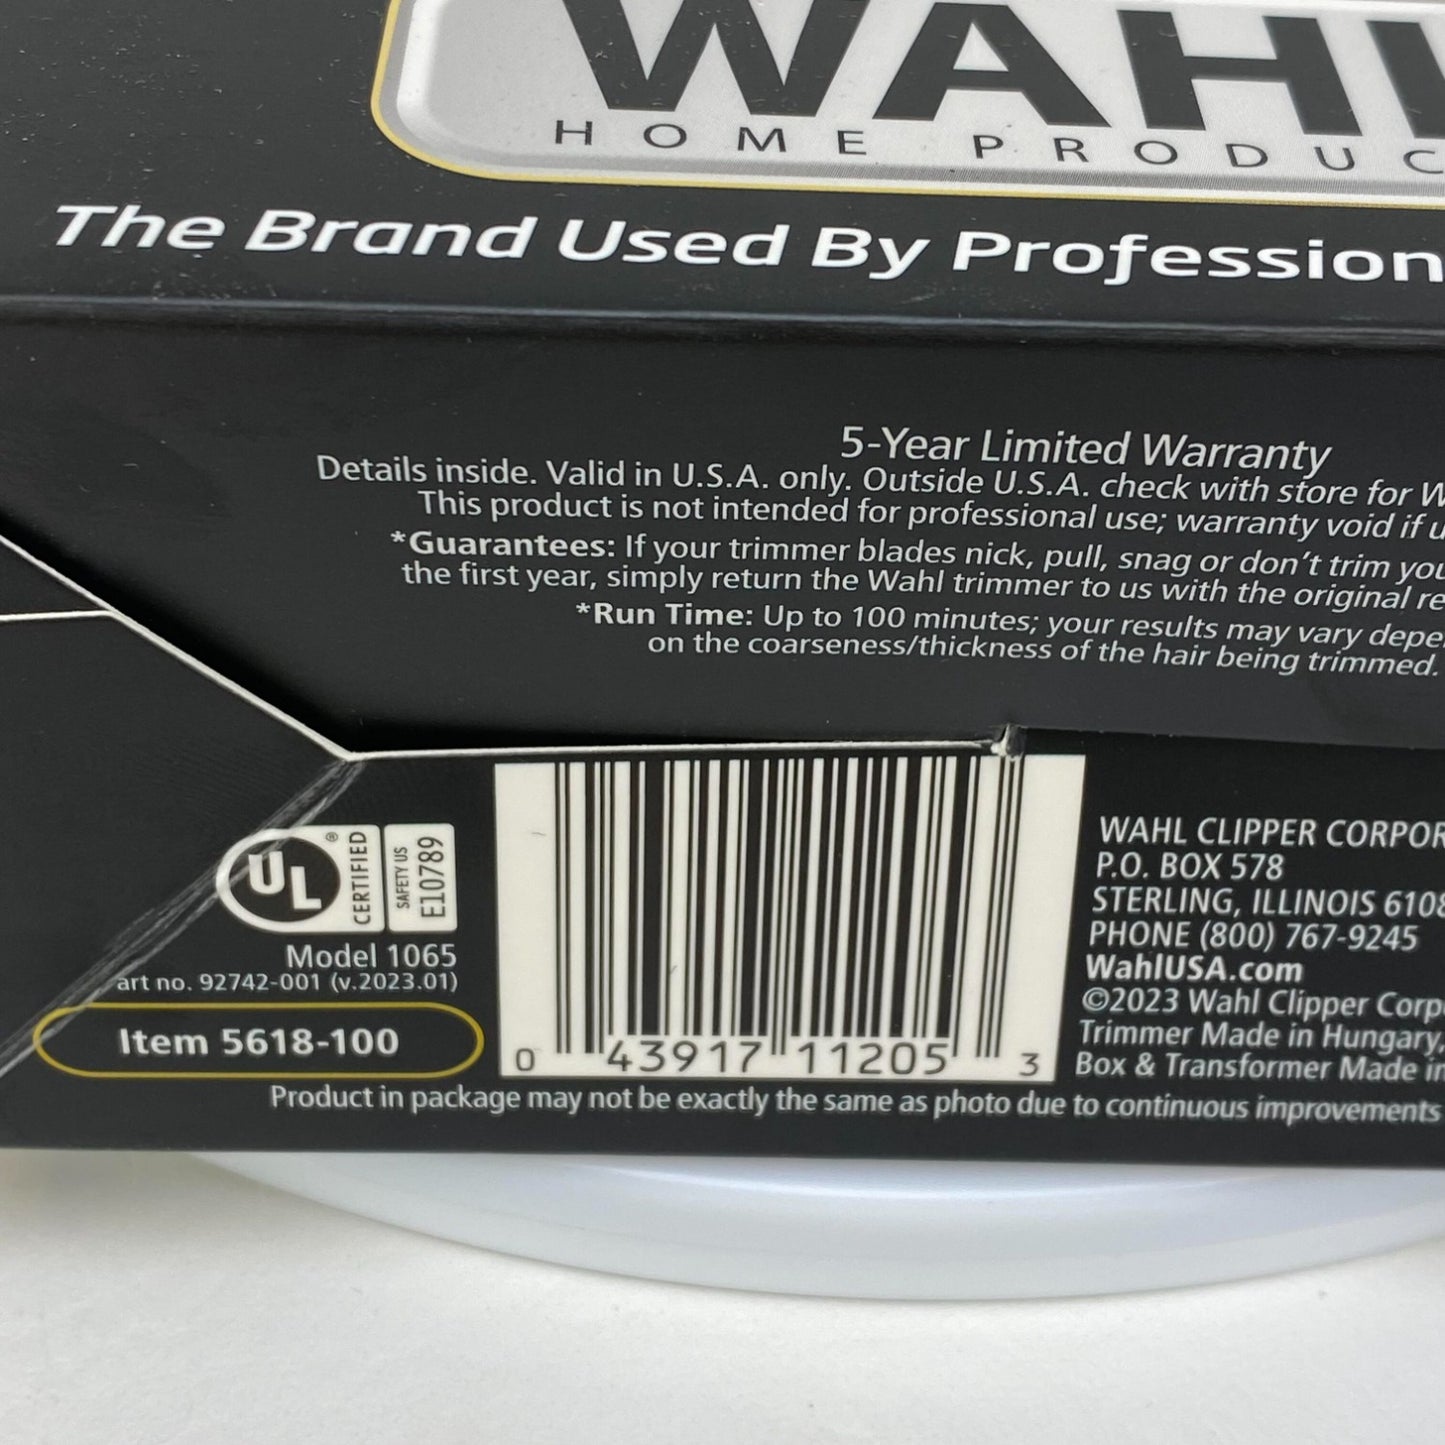 WAHL
HOME PRODUC
The Brand Used By Profession
5-Year Limited Warranty
Details inside. Valid in U.S.A. only. Outside U.S.A. check with store for W
This product is not intended for professional use; warranty void if u
*Guarantees: If your trimmer blades nick, pull, snag or don't trim you
the first year, simply return the Wahl trimmer to us with the original re
*Run Time: Up to 100 minutes; your results may vary depe
on the coarseness/thickness of the hair being trimmed.
UL® CERTIFIED
SAFETY US
E10789
Model 1065
art no. 92742-001 (v.2023.01)
Item 5618-100
0 43917 11205 3
WAHL CLIPPER CORPOR
P.O. BOX 578
STERLING, ILLINOIS 6108
PHONE (800) 767-9245
WahlUSA.com
©2023 Wahl Clipper Corp
Trimmer Made in Hungary,
Box & Transformer Made in
Product in package may not be exactly the same as photo due to continuous improvements